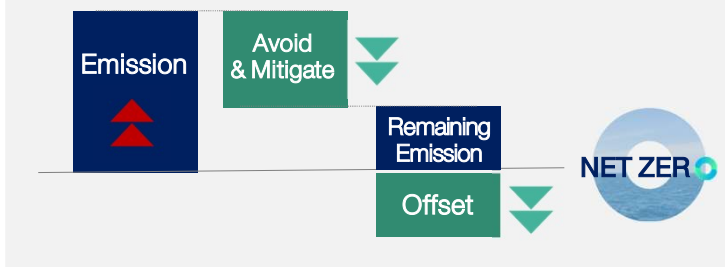 Emission
Avoid
& Mitigate
Remaining
Emission
Offset
NET ZERO